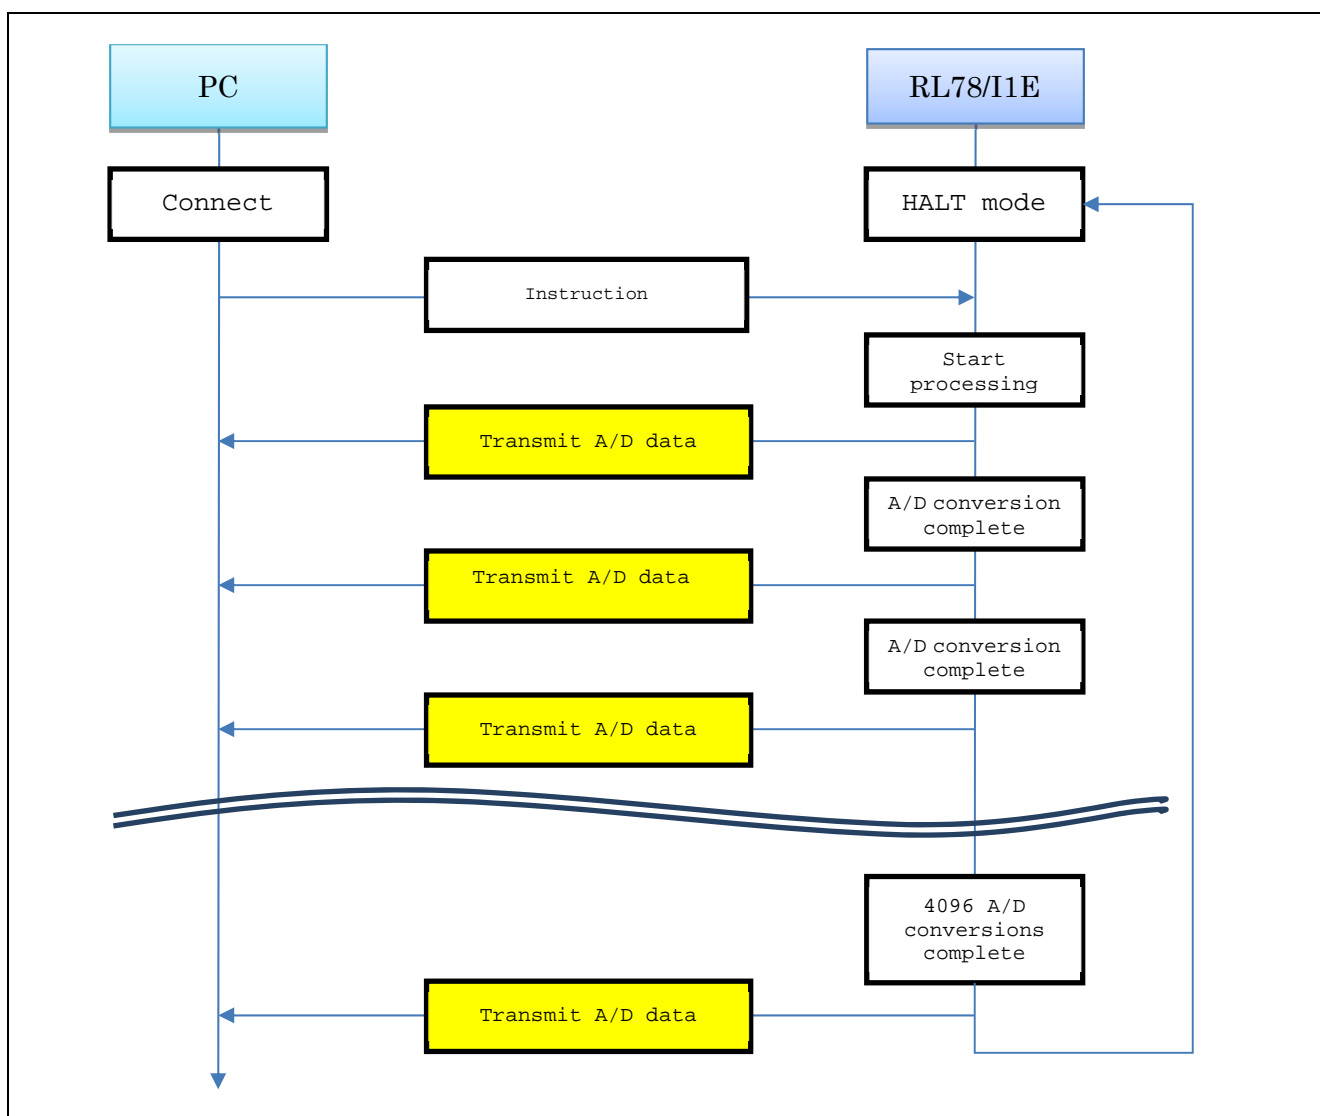 PC
RL78/I1E
Connect
HALT mode
Instruction
Start
processing
Transmit A/D data
A/D conversion
complete
Transmit A/D data
A/D conversion
complete
Transmit A/D data
4096 A/D
conversions
complete
Transmit A/D data